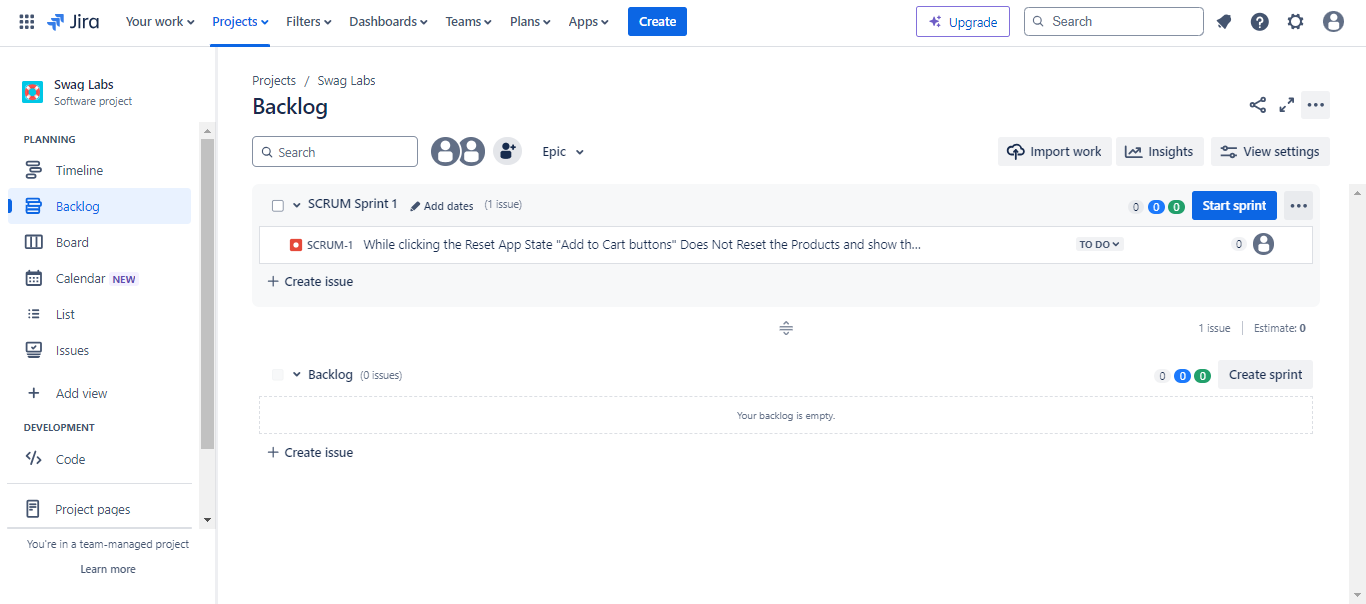 Jira Your work Projects Filters Dashboards Teams Plans Apps Create Upgrade Search
Swag Labs
Software project
PLANNING
Timeline
Backlog
Board
Calendar NEW
List
Issues
Add view
DEVELOPMENT
Code
Project pages
You're in a team-managed project
Learn more
Projects / Swag Labs
Backlog
Search Epic Import work Insights View settings
SCRUM Sprint 1 Add dates (1 issue) 0 0 0 Start sprint
SCRUM-1 While clicking the Reset App State "Add to Cart buttons" Does Not Reset the Products and show th... TO DO 0
+ Create issue
1 issue Estimate: 0
Backlog (0 issues) 0 0 0 Create sprint
Your backlog is empty.
+ Create issue